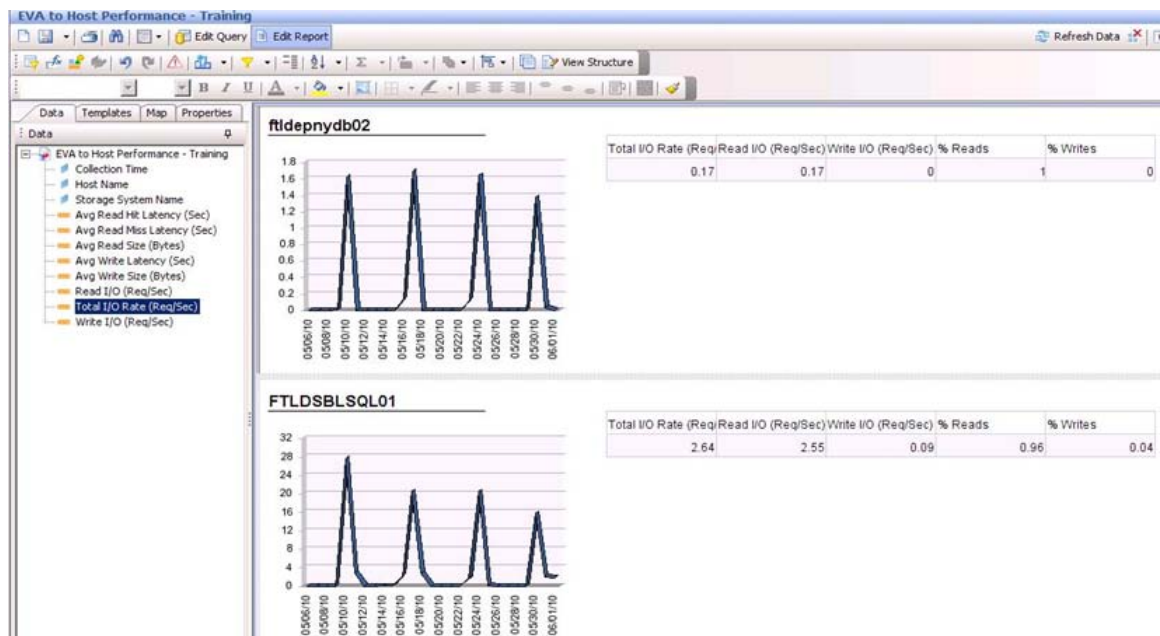 EVA to Host Performance - Training
Edit Query Edit Report Refresh Data
View Structure
B I U A
Data Templates Map Properties
Data
EVA to Host Performance - Training
Collection Time
Host Name
Storage System Name
Avg Read Hit Latency (Sec)
Avg Read Miss Latency (Sec)
Avg Read Size (Bytes)
Avg Write Latency (Sec)
Avg Write Size (Bytes)
Read I/O (Req/Sec)
Total I/O Rate (Req/Sec)
Write I/O (Req/Sec)
ftldepnydb02
1.8
1.6
1.4
1.2
1
0.8
0.6
0.4
0.2
0
05/06/10 05/08/10 05/10/10 05/12/10 05/14/10 05/16/10 05/18/10 05/20/10 05/22/10 05/24/10 05/26/10 05/28/10 05/30/10 06/01/10
Total I/O Rate (Req/ Read I/O (Req/Sec) Write I/O (Req/Sec) % Reads % Writes
0.17 0.17 0 1 0
FTLDSBLSQL01
32
28
24
20
16
12
8
4
0
05/06/10 05/08/10 05/10/10 05/12/10 05/14/10 05/16/10 05/18/10 05/20/10 05/22/10 05/24/10 05/26/10 05/28/10 05/30/10 06/01/10
Total I/O Rate (Req/ Read I/O (Req/Sec) Write I/O (Req/Sec) % Reads % Writes
2.64 2.55 0.09 0.96 0.04